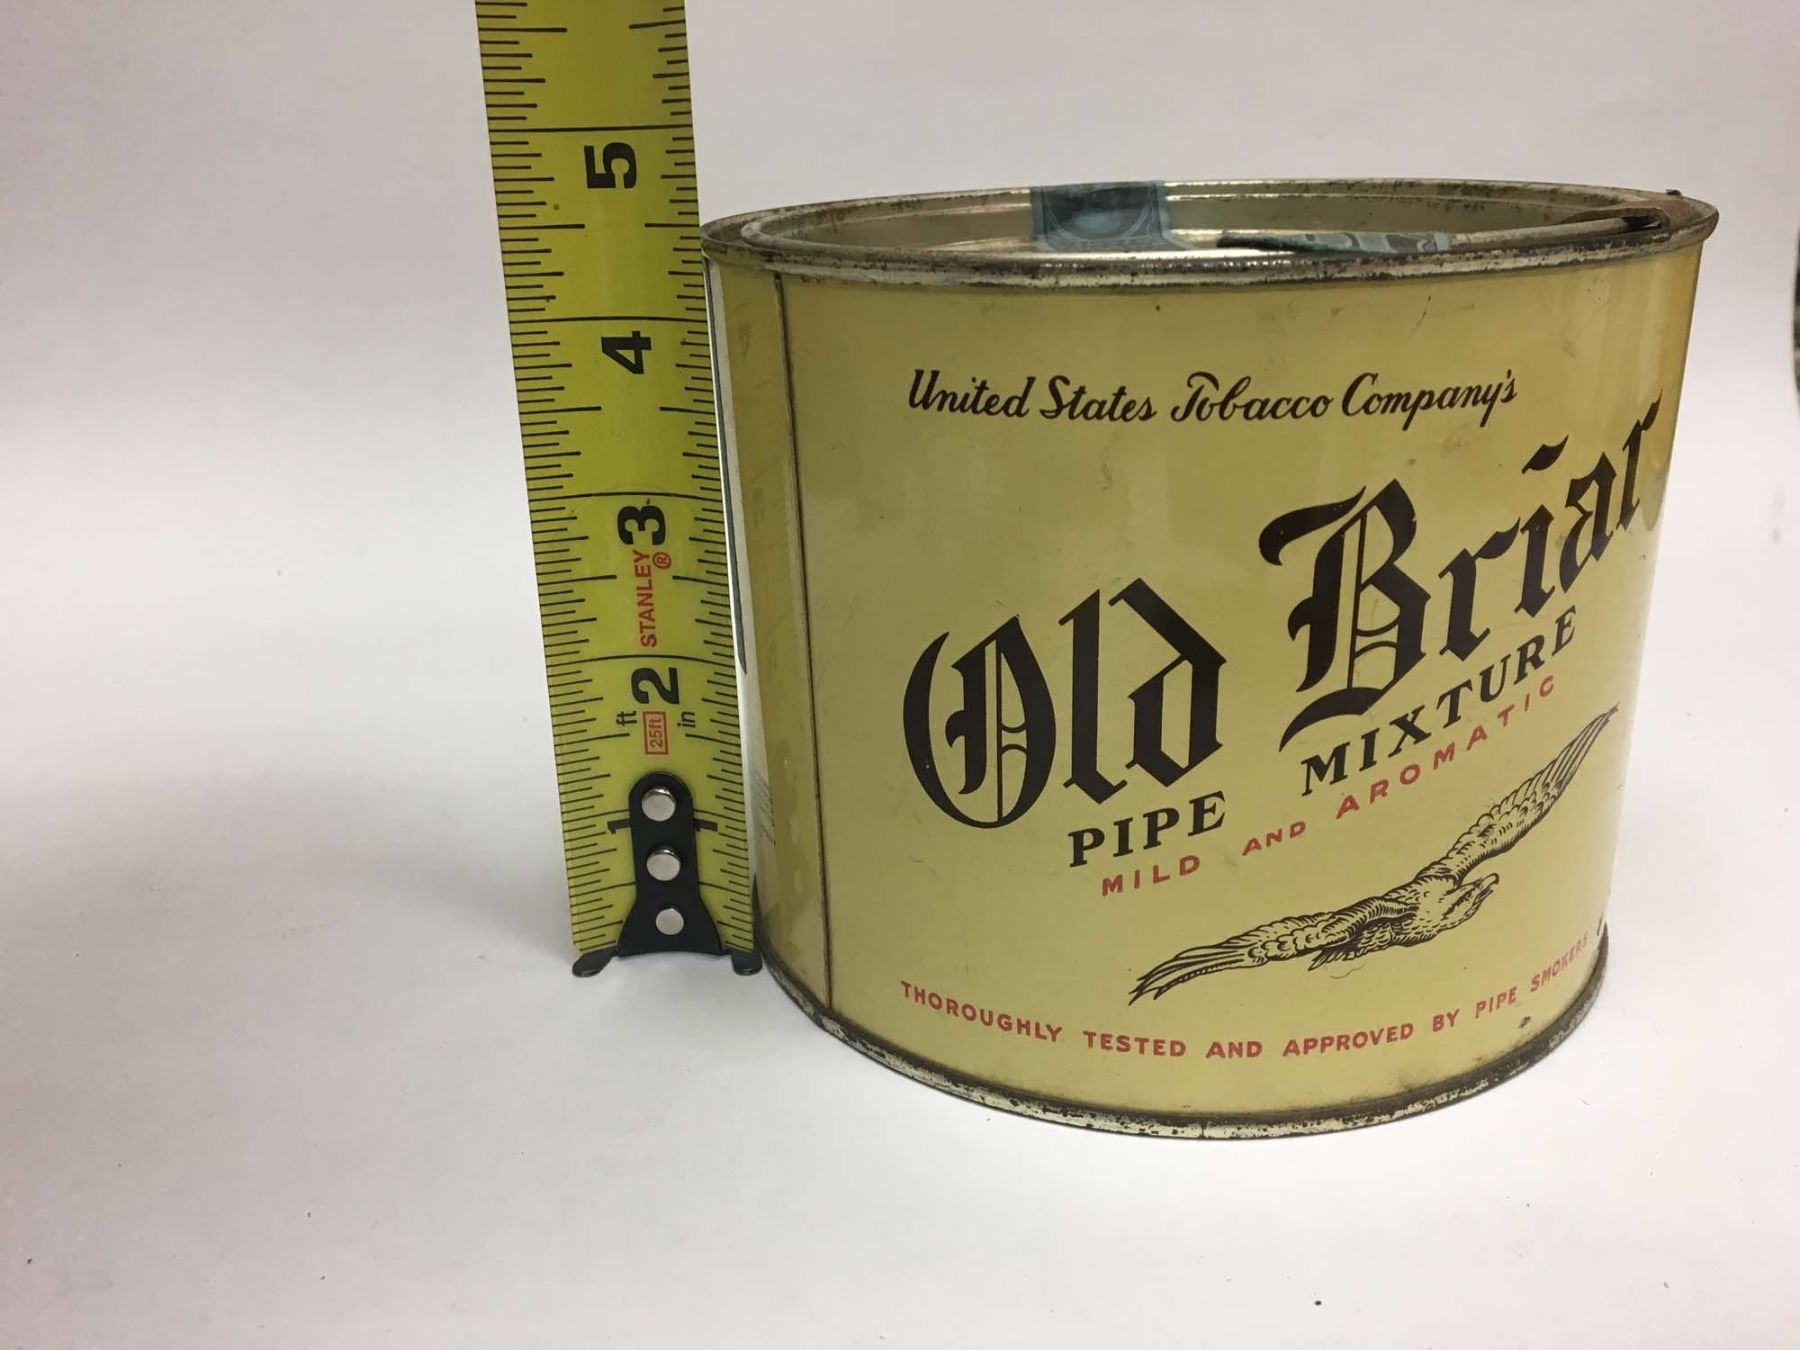 5
4
3
STANLEY®
2
ft 25ft in
1
United States Tobacco Company's
Old Briar
PIPE MIXTURE
MILD AND AROMATIC
THOROUGHLY TESTED AND APPROVED BY PIPE SMOKERS